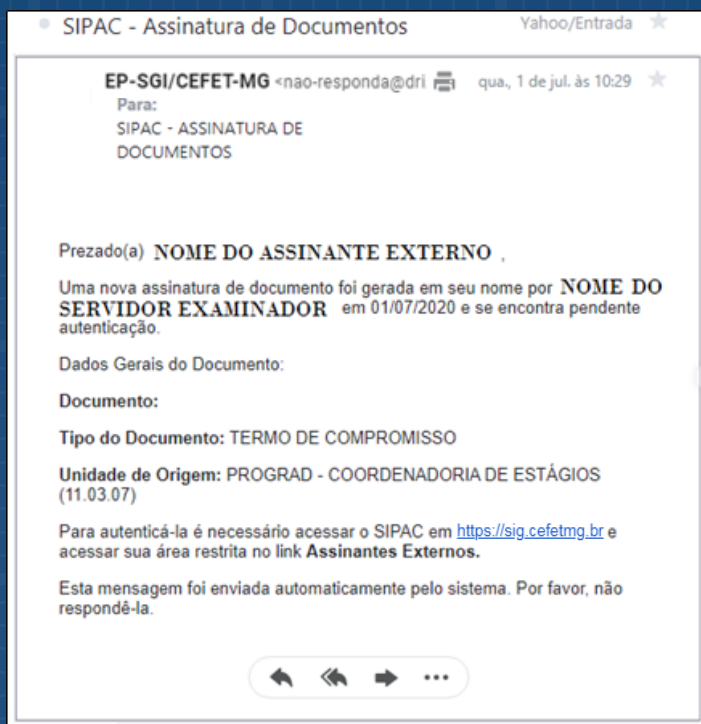 SIPAC - Assinatura de Documentos Yahoo/Entrada
EP-SGI/CEFET-MG <nao-responda@dri qua., 1 de jul. às 10:29
Para:
SIPAC - ASSINATURA DE
DOCUMENTOS
Prezado(a) NOME DO ASSINANTE EXTERNO ,
Uma nova assinatura de documento foi gerada em seu nome por NOME DO
SERVIDOR EXAMINADOR em 01/07/2020 e se encontra pendente
autenticação.
Dados Gerais do Documento:
Documento:
Tipo do Documento: TERMO DE COMPROMISSO
Unidade de Origem: PROGRAD - COORDENADORIA DE ESTÁGIOS
(11.03.07)
Para autenticá-la é necessário acessar o SIPAC em https://sig.cefetmg.br e
acessar sua área restrita no link Assinantes Externos.
Esta mensagem foi enviada automaticamente pelo sistema. Por favor, não
respondê-la.